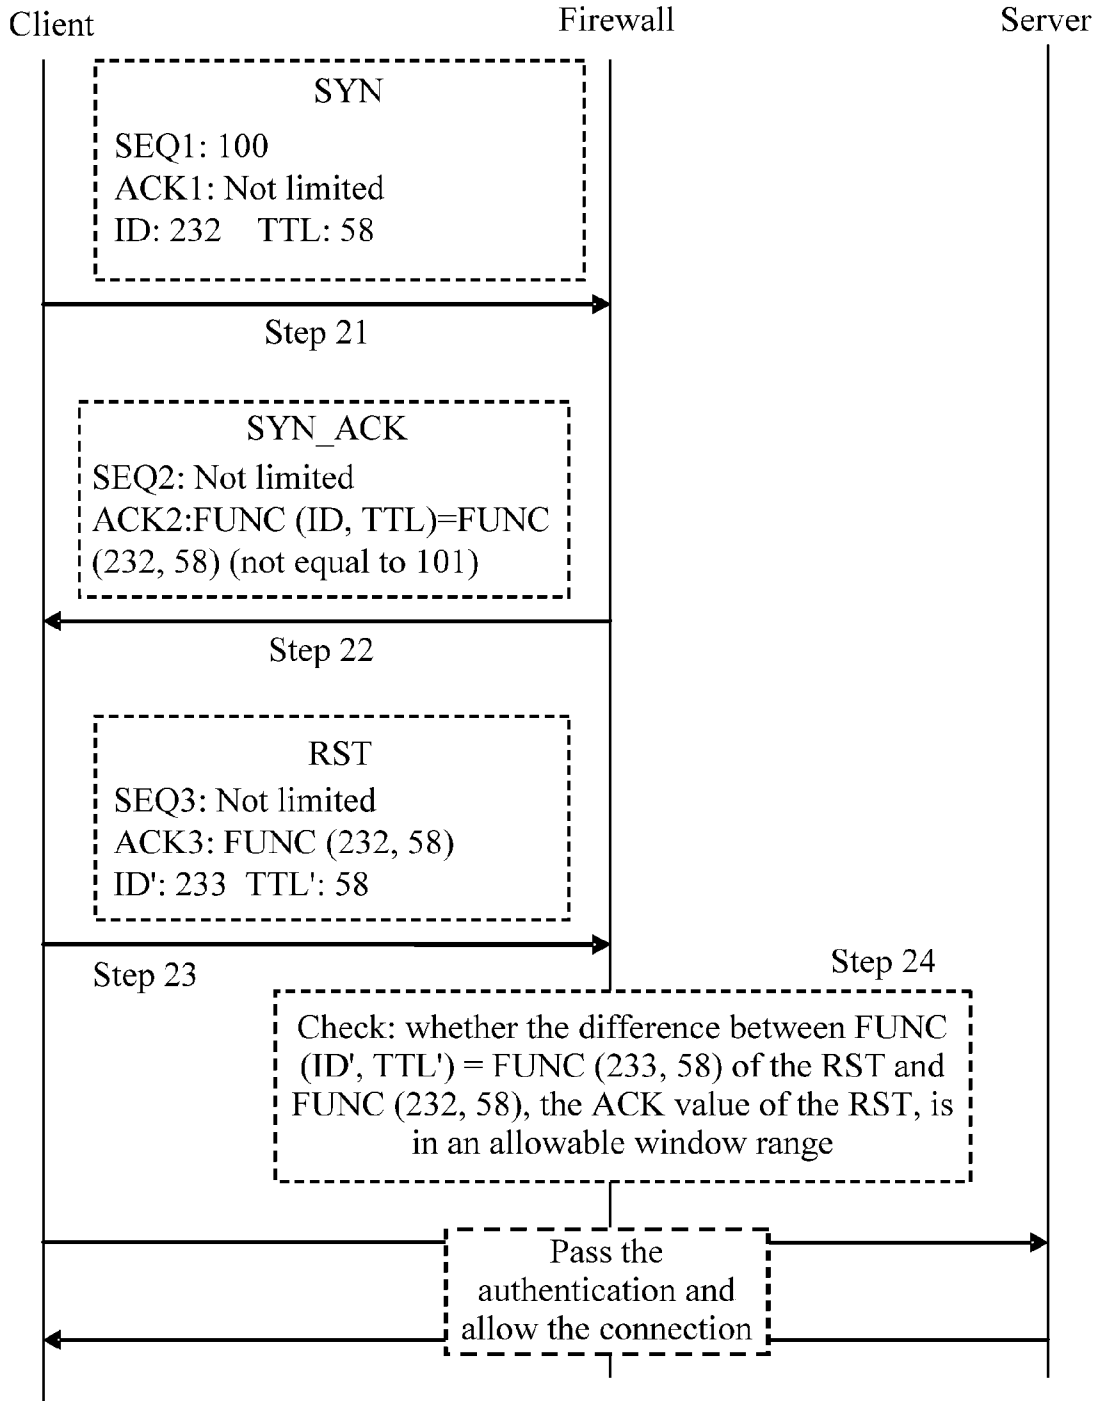 Client
Firewall
Server
SYN
SEQ1: 100
ACK1: Not limited
ID: 232 TTL: 58
Step 21
SYN_ACK
SEQ2: Not limited
ACK2:FUNC (ID, TTL)=FUNC
(232, 58) (not equal to 101)
Step 22
RST
SEQ3: Not limited
ACK3: FUNC (232, 58)
ID': 233 TTL': 58
Step 23
Step 24
Check: whether the difference between FUNC
(ID', TTL') = FUNC (233, 58) of the RST and
FUNC (232, 58), the ACK value of the RST, is
in an allowable window range
Pass the
authentication and
allow the connection